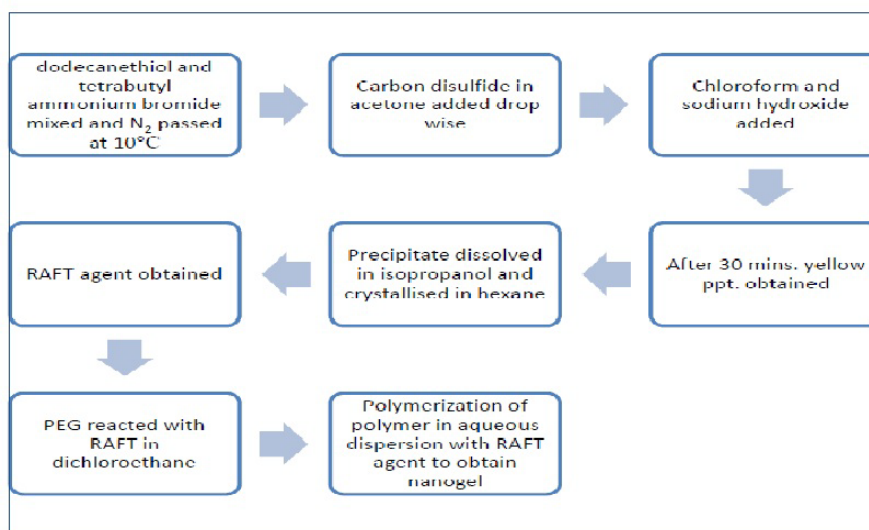 dodecanethiol and
tetrabutyl
ammonium bromide
mixed and N2 passed
at 10°C
Carbon disulfide in
acetone added drop
wise
Chloroform and
sodium hydroxide
added
After 30 mins. yellow
ppt. obtained
Precipitate dissolved
in isopropanol and
crystallised in hexane
RAFT agent obtained
PEG reacted with
RAFT in
dichloroethane
Polymerization of
polymer in aqueous
dispersion with RAFT
agent to obtain
nanogel